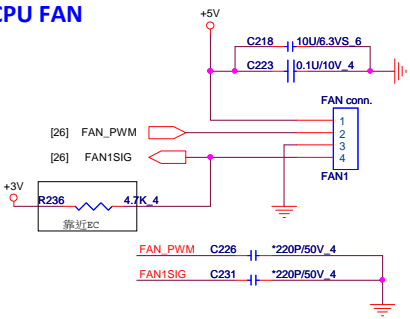 CPU FAN
+5V
C218 10U/6.3VS_6
C223 0.1U/10V_4
FAN conn.
1
[26] FAN_PWM 2
3
[26] FAN1SIG 4
FAN1
+3V
R236 4.7K_4
靠近EC
FAN_PWM C226 *220P/50V_4
FAN1SIG C231 *220P/50V_4